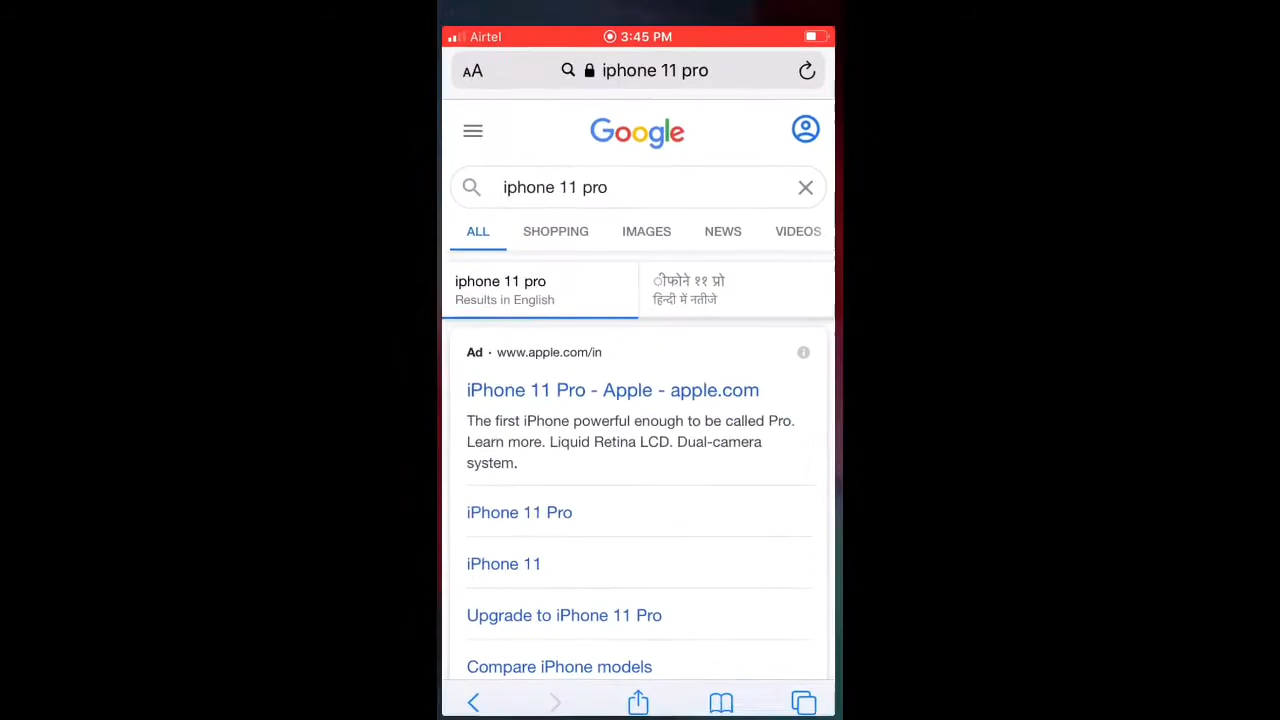 Airtel 3:45 PM
AA iphone 11 pro
Google
iphone 11 pro
ALL SHOPPING IMAGES NEWS VIDEOS
iphone 11 pro ीफोने ११ प्रो
Results in English हिन्दी में नतीजे
Ad · www.apple.com/in
iPhone 11 Pro - Apple - apple.com
The first iPhone powerful enough to be called Pro.
Learn more. Liquid Retina LCD. Dual-camera
system.
iPhone 11 Pro
iPhone 11
Upgrade to iPhone 11 Pro
Compare iPhone models